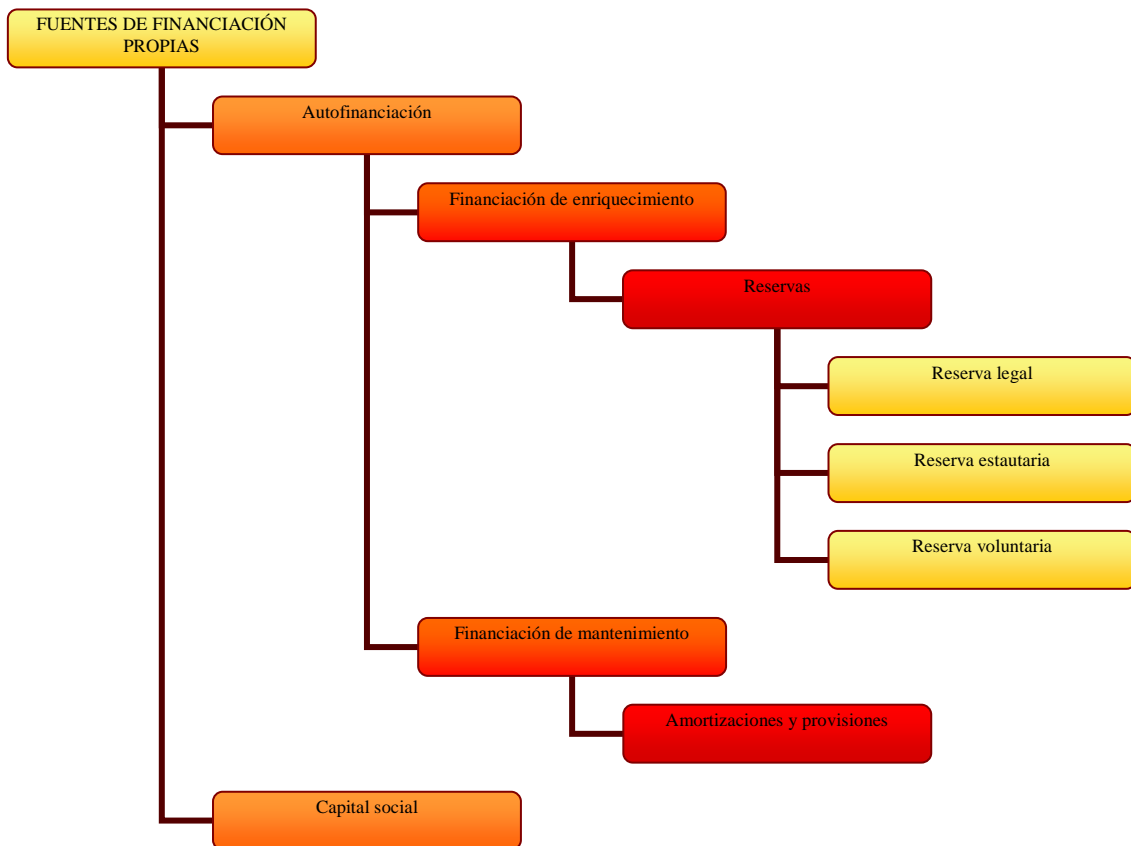 FUENTES DE FINANCIACIÓN
PROPIAS
Autofinanciación
Financiación de enriquecimiento
Reservas
Reserva legal
Reserva estautaria
Reserva voluntaria
Financiación de mantenimiento
Amortizaciones y provisiones
Capital social